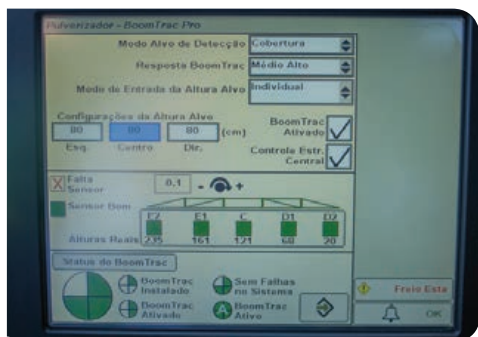 Pulverizador - BoomTrac Pro
Modo Alvo de Detecção Cobertura
Resposta BoomTrac Médio Alto
Modo de Entrada da Altura Alvo Individual
Configurações da Altura Alvo
80 80 80 (cm)
Esq. Centro Dir.
BoomTrac Ativado
Controle Estr. Central
Falta Sensor
0,1 - +
Sensor Bom
E2 E1 C D1 D2
Alturas Reais 235 161 121 68 20
Status do BoomTrac
BoomTrac Instalado
Sem Falhas no Sistema
BoomTrac Ativado
A BoomTrac Ativo
Freio Esta
OK